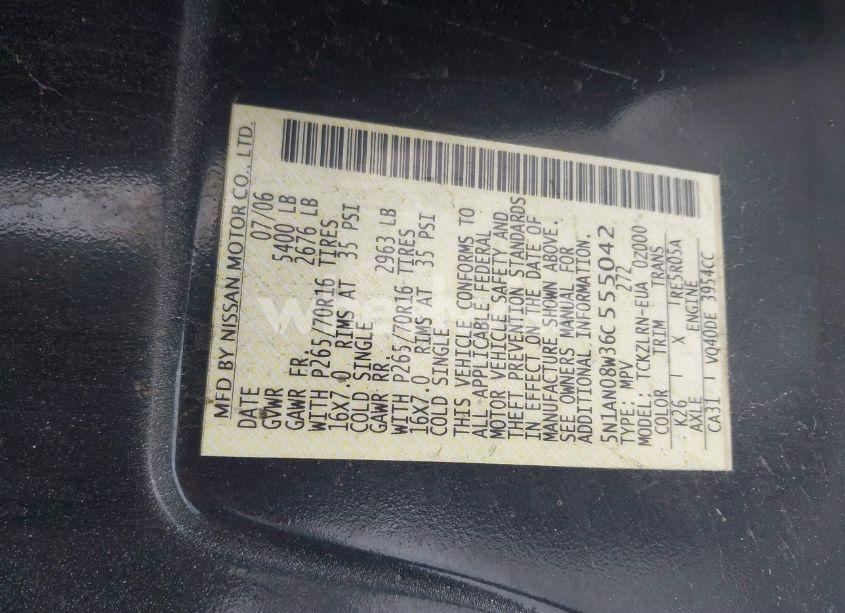 MFD BY NISSAN MOTOR CO., LTD.
DATE 07/06
GVWR 5400 LB
GAWR FR. 2676 LB
WITH P265/70R16 TIRES
16X7.0 RIMS AT 35 PSI
COLD SINGLE
GAWR RR. 2963 LB
WITH P265/70R16 TIRES
16X7.0 RIMS AT 35 PSI
COLD SINGLE
THIS VEHICLE CONFORMS TO
ALL APPLICABLE FEDERAL
MOTOR VEHICLE SAFETY AND
THEFT PREVENTION STANDARDS
IN EFFECT ON THE DATE OF
MANUFACTURE SHOWN ABOVE.
SEE OWNERS MANUAL FOR
ADDITIONAL INFORMATION.
5N1AN08W36C555042
TYPE: MPV 272
MODEL: TCKZLRN-EUA 0Z000
COLOR TRIM TRANS
K26 X RE5R05A
AXLE ENGINE
CA31 VQ40DE 3954CC